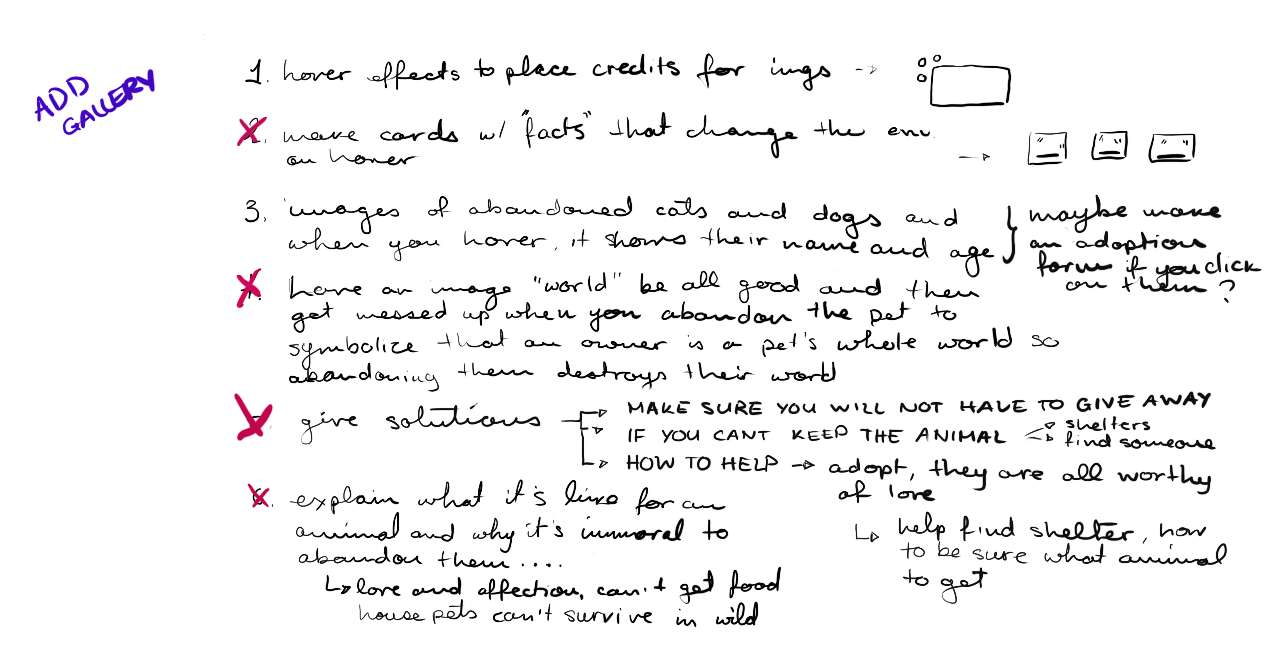 ADD
GALLERY
1. hover effects to place credits for imgs
2. make cards w/ "facts" that change the env.
on hover
3. images of abandoned cats and dogs and
when you hover, it shows their name and age
maybe make
an adoption
form if you click
on them?
4. have an image "world" be all good and then
get messed up when you abandon the pet to
symbolize that an owner is a pet's whole world so
abandoning them destroys their world
give solutions
MAKE SURE YOU WILL NOT HAVE TO GIVE AWAY
IF YOU CANT KEEP THE ANIMAL
shelters
find someone
HOW TO HELP → adopt, they are all worthy
of love
help find shelter, how
to be sure what animal
to get
6. explain what it's like for an
animal and why it's immoral to
abandon them....
love and affection, can't get food
house pets can't survive in wild